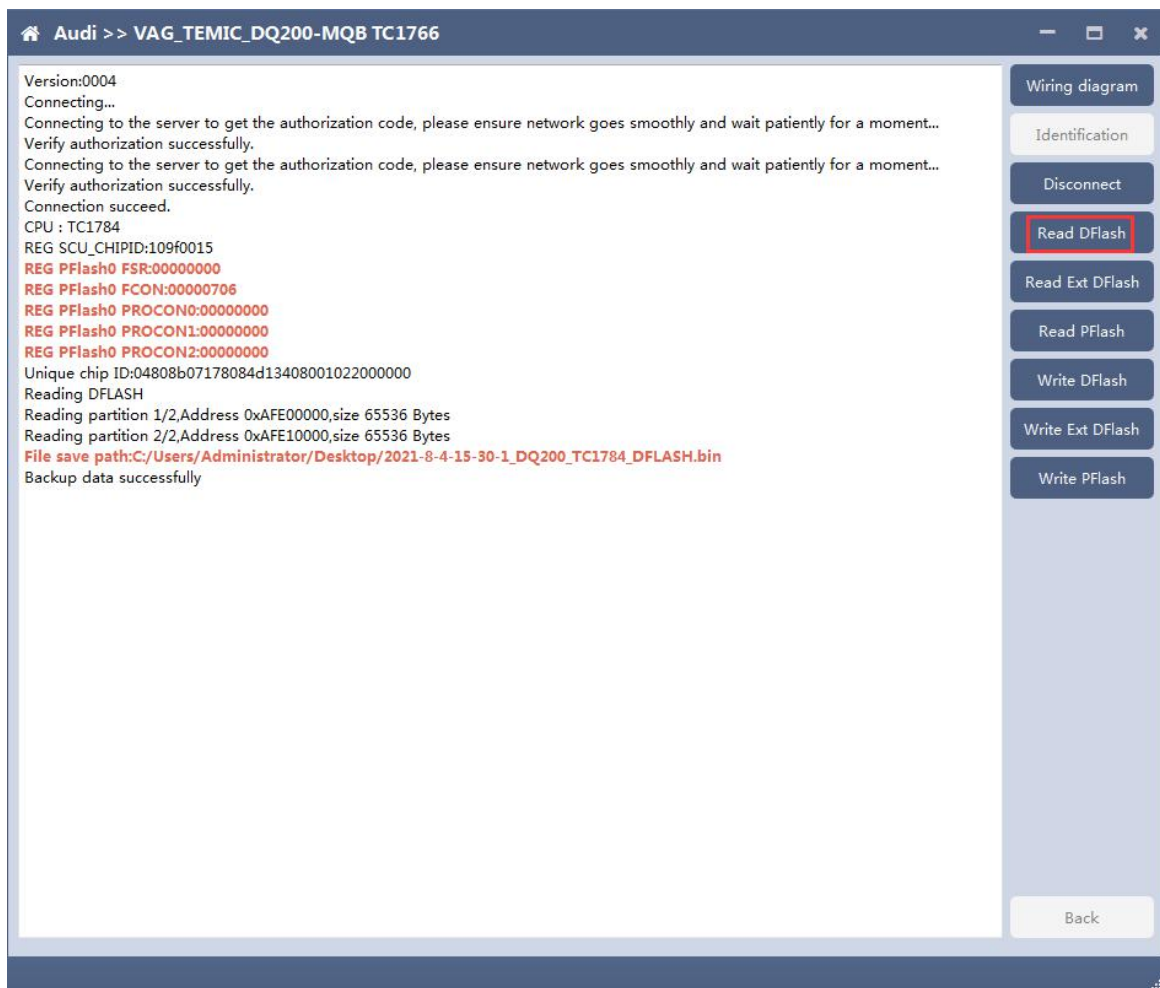 Audi >> VAG_TEMIC_DQ200-MQB TC1766
Version:0004
Connecting...
Connecting to the server to get the authorization code, please ensure network goes smoothly and wait patiently for a moment...
Verify authorization successfully.
Connecting to the server to get the authorization code, please ensure network goes smoothly and wait patiently for a moment...
Verify authorization successfully.
Connection succeed.
CPU : TC1784
REG SCU_CHIPID:109f0015
REG PFlash0 FSR:00000000
REG PFlash0 FCON:00000706
REG PFlash0 PROCON0:00000000
REG PFlash0 PROCON1:00000000
REG PFlash0 PROCON2:00000000
Unique chip ID:04808b07178084d13408001022000000
Reading DFLASH
Reading partition 1/2,Address 0xAFE00000,size 65536 Bytes
Reading partition 2/2,Address 0xAFE10000,size 65536 Bytes
File save path:C:/Users/Administrator/Desktop/2021-8-4-15-30-1_DQ200_TC1784_DFLASH.bin
Backup data successfully
Wiring diagram
Identification
Disconnect
Read DFlash
Read Ext DFlash
Read PFlash
Write DFlash
Write Ext DFlash
Write PFlash
Back